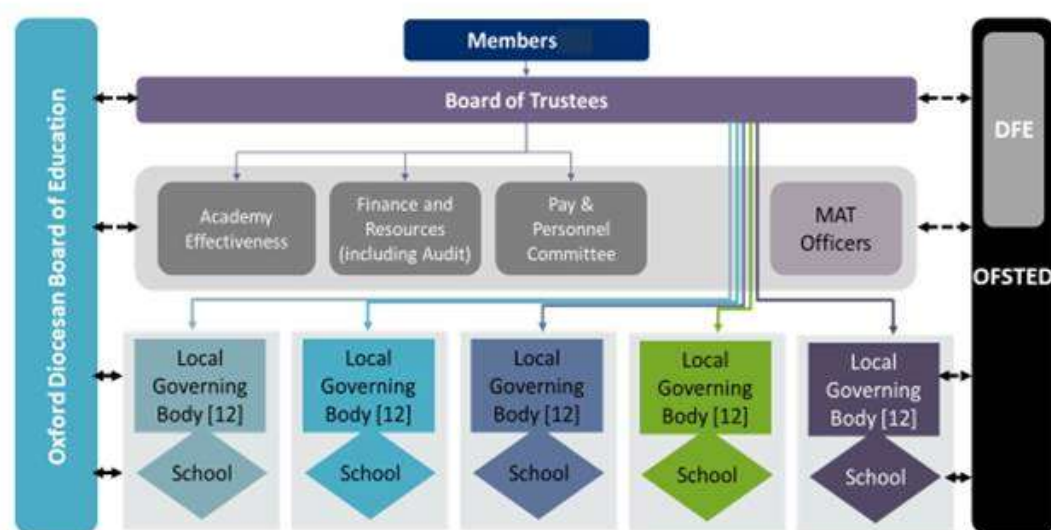 Members
Oxford Diocesan Board of Education
Board of Trustees
DFE
OFSTED
Academy
Effectiveness
Finance and
Resources
(including Audit)
Pay &
Personnel
Committee
MAT
Officers
Local
Governing
Body [12]
Local
Governing
Body [12]
Local
Governing
Body [12]
Local
Governing
Body [12]
Local
Governing
Body [12]
School
School
School
School
School